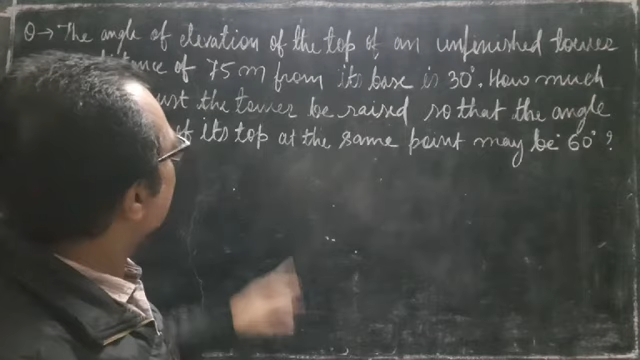 Q → The angle of elevation of the top of an unfinished tower
distance of 75 m from its base is 30°. How much
must the tower be raised so that the angle
of its top at the same point may be 60°?